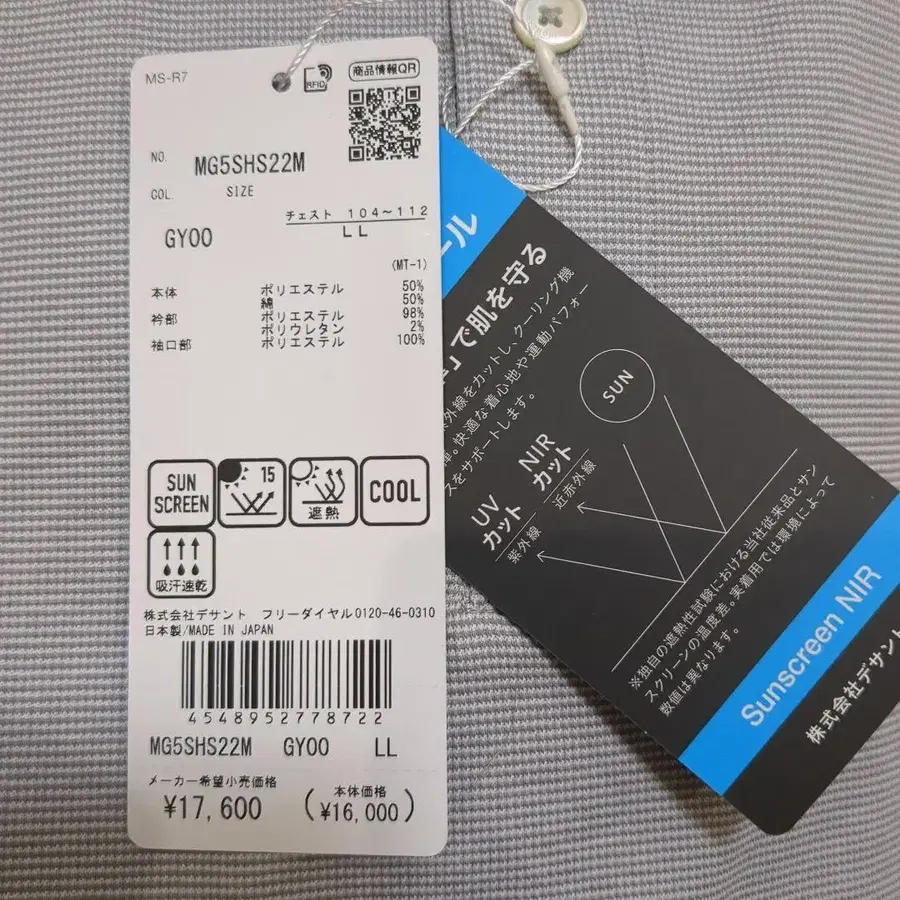 MS-R7
RFID
商品情報QR
NO. MG5SHS22M
COL. SIZE
チェスト 104～112
GY00 LL
(MT-1)
本体 ポリエステル 50%
綿 50%
衿部 ポリエステル 98%
ポリウレタン 2%
袖口部 ポリエステル 100%
SUN SCREEN
15
遮熱
COOL
吸汗速乾
株式会社デサント フリーダイヤル0120-46-0310
日本製/MADE IN JAPAN
4548952778722
MG5SHS22M GY00 LL
メーカー希望小売価格
¥17,600
本体価格
(¥16,000)
ール
」で肌を守る
外線をカットし、クーリング機
快適な着心地や運動パフォー
スをサポートします。
SUN
UV
カット
紫外線
NIR
カット
近赤外線
※独自の遮熱性試験における当社従来品とサン
スクリーンの温度差。実着用では環境によって
数値は異なります。
Sunscreen NIR
株式会社デサント